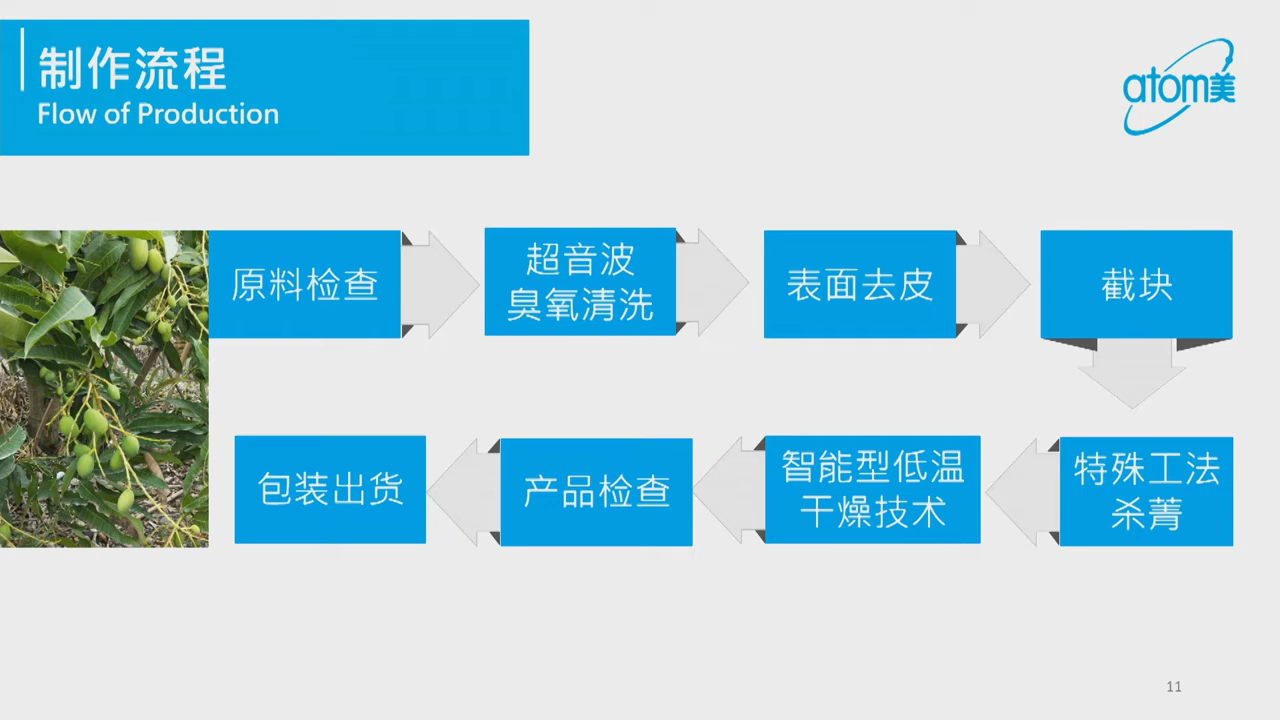 制作流程
Flow of Production
atom美
原料检查
超音波
臭氧清洗
表面去皮
截块
特殊工法
杀菁
智能型低温
干燥技术
产品检查
包装出货
11